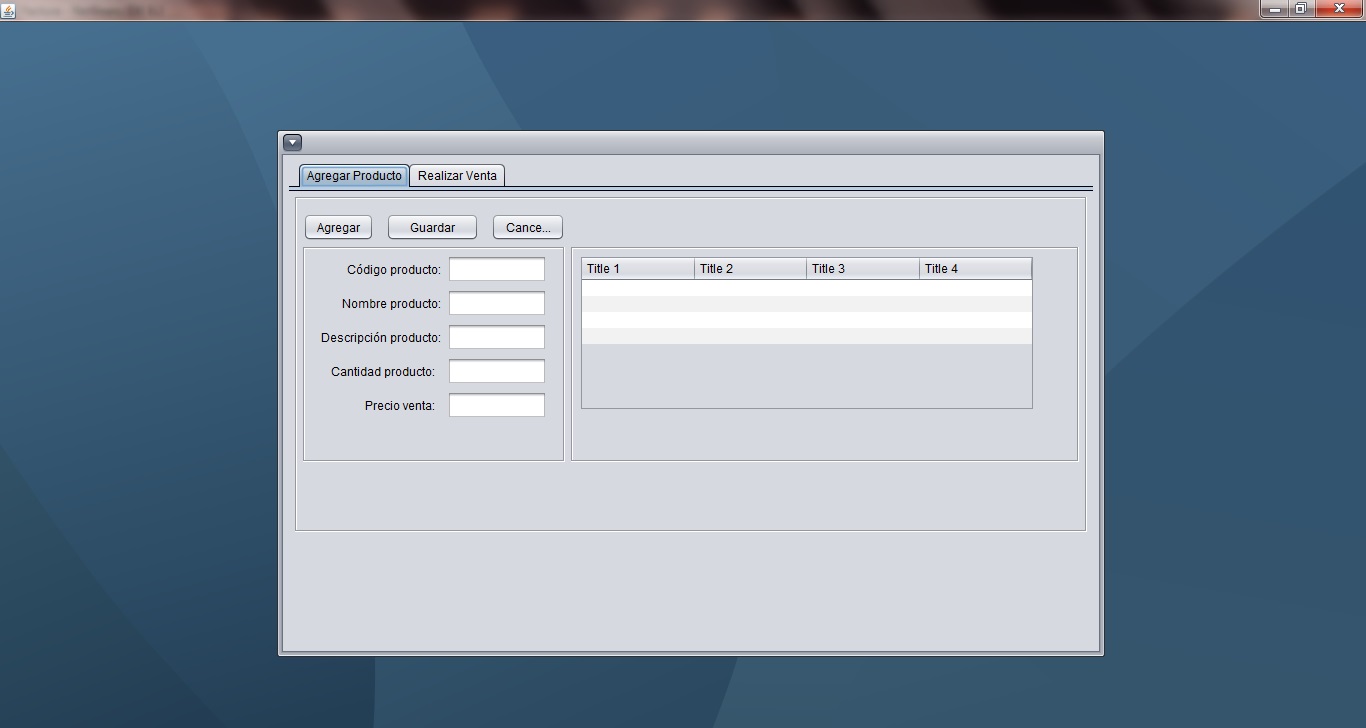 Agregar Producto Realizar Venta
Agregar Guardar Cance...
Código producto:
Nombre producto:
Descripción producto:
Cantidad producto:
Precio venta:
Title 1 Title 2 Title 3 Title 4